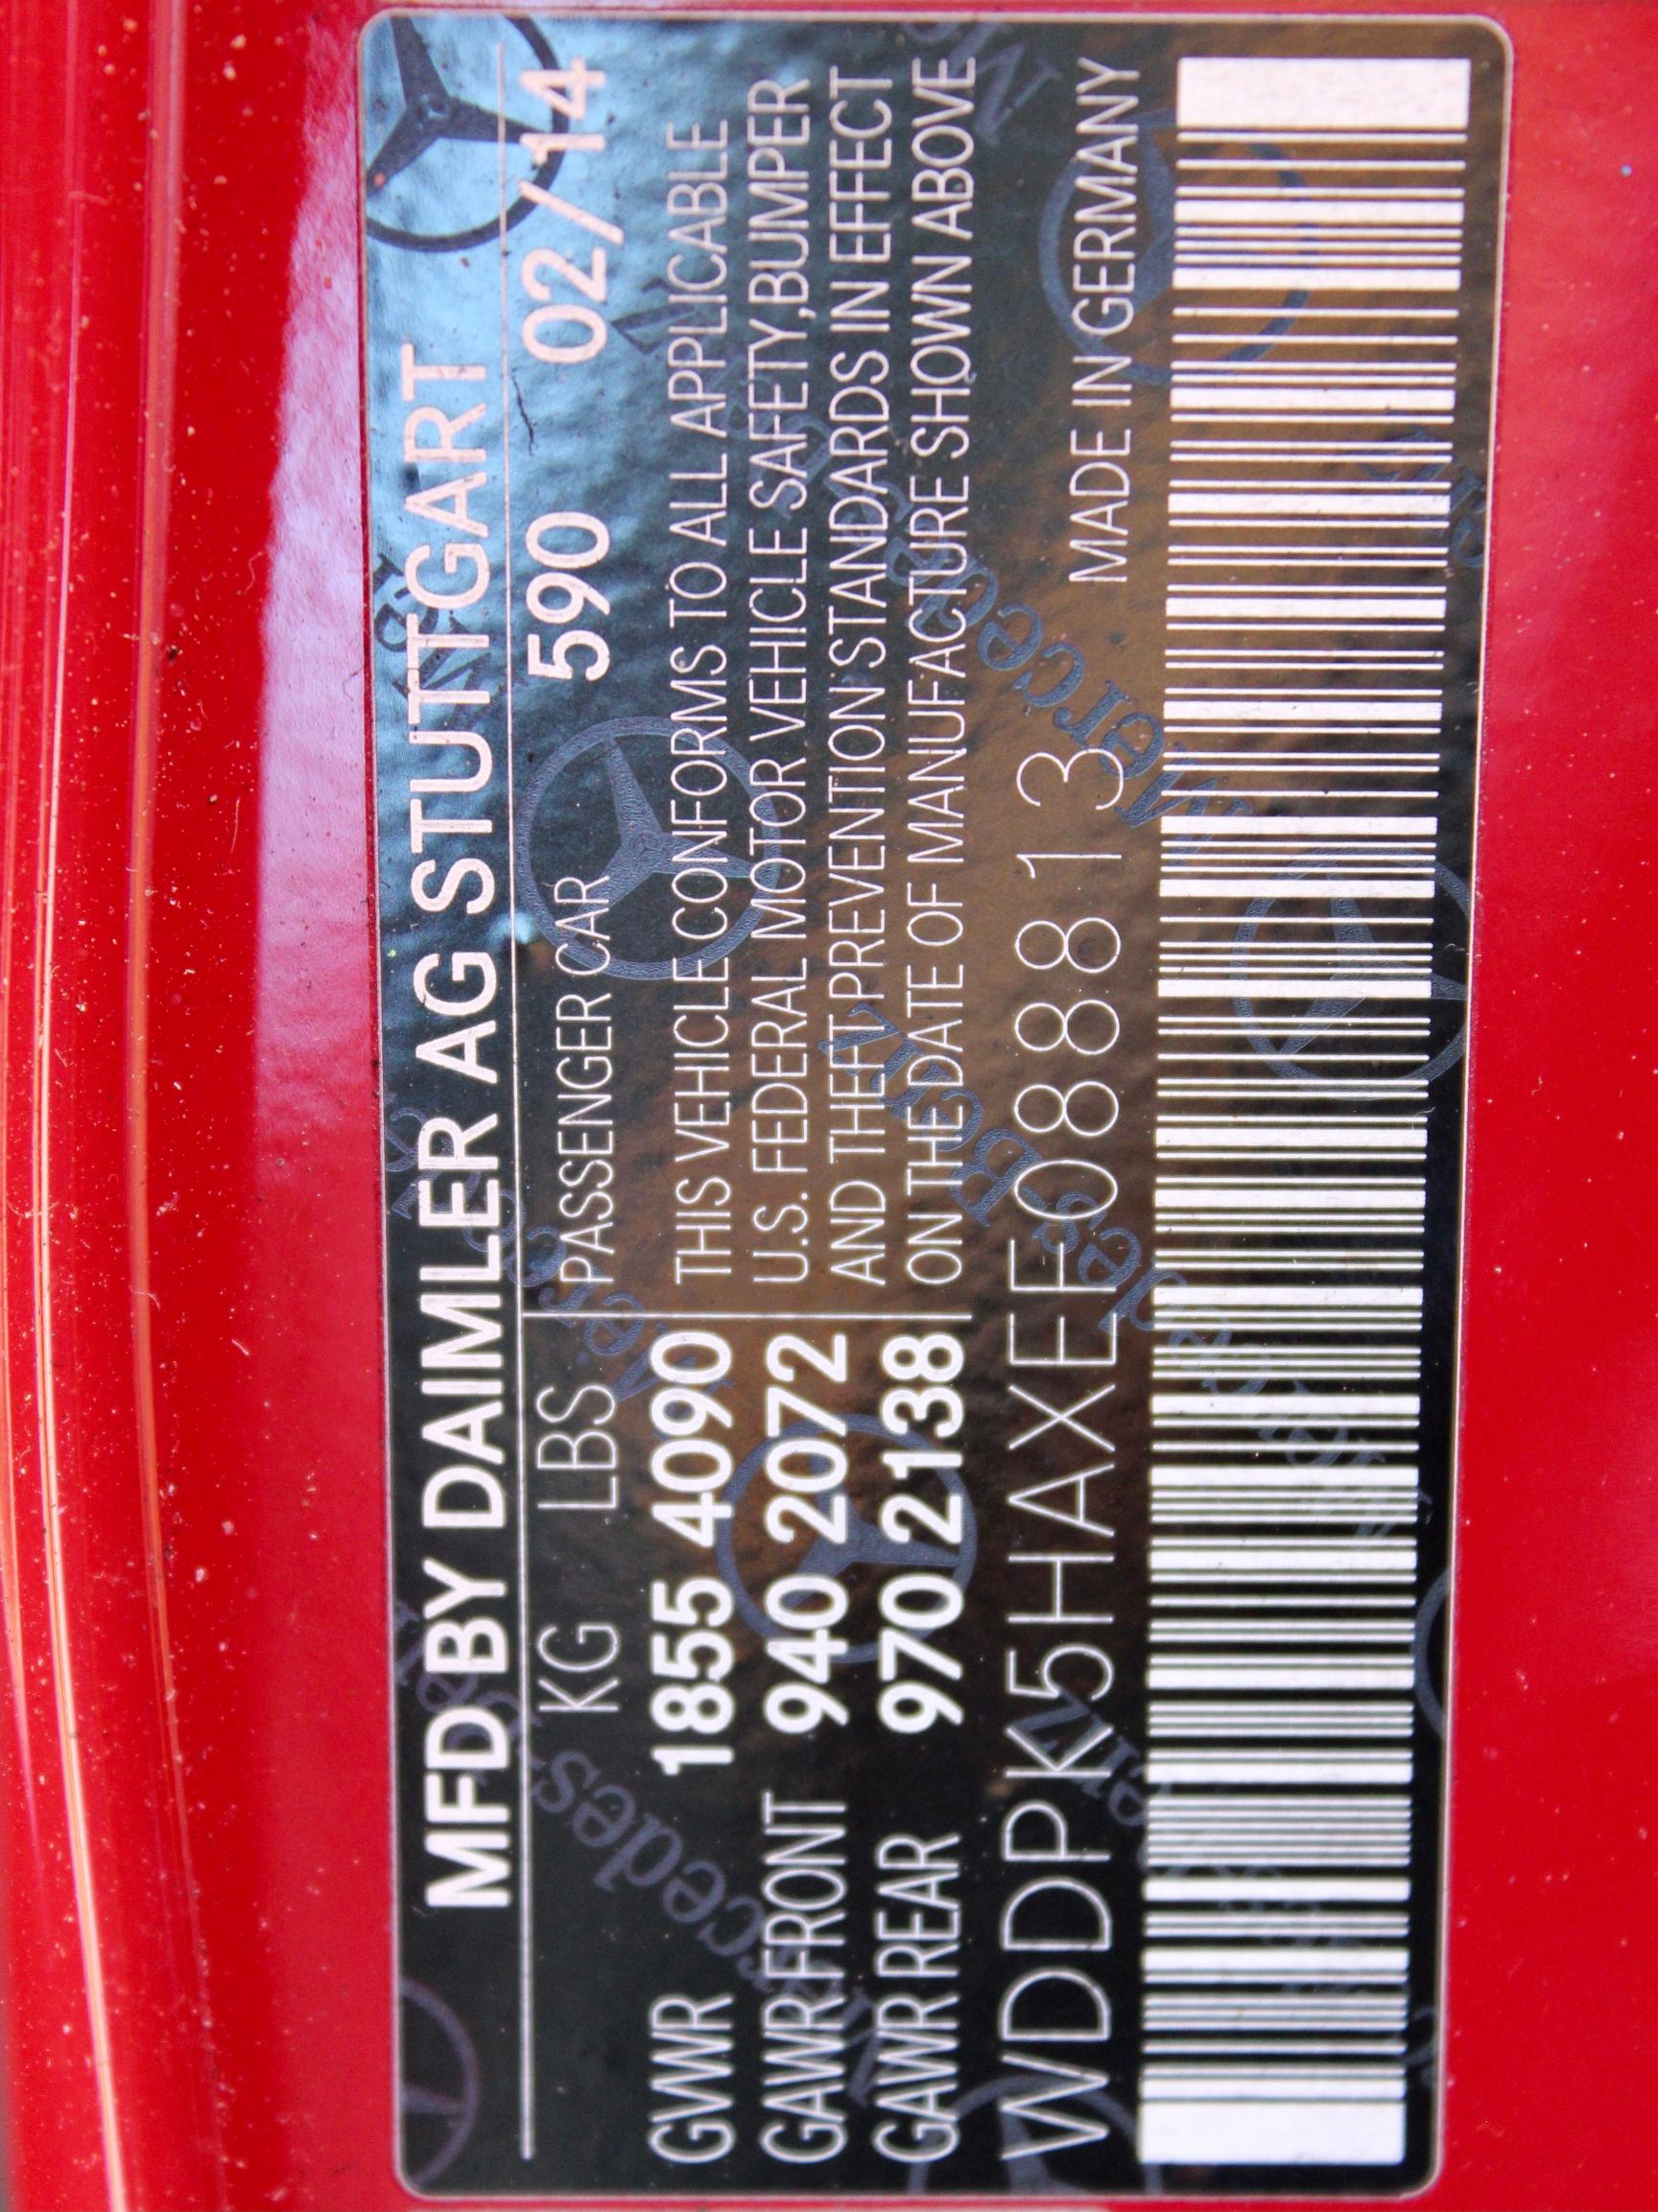 MFD BY DAIMLER AG STUTTGART
KG LBS PASSENGER CAR 590 02/14
GVWR 1855 4090 THIS VEHICLE CONFORMS TO ALL APPLICABLE
GAWR FRONT 940 2072 U.S. FEDERAL MOTOR VEHICLE SAFETY,BUMPER
AND THEFT PREVENTION STANDARDS IN EFFECT
GAWR REAR 970 2138 ON THE DATE OF MANUFACTURE SHOWN ABOVE
WDDPK5HAXEF088813 MADE IN GERMANY